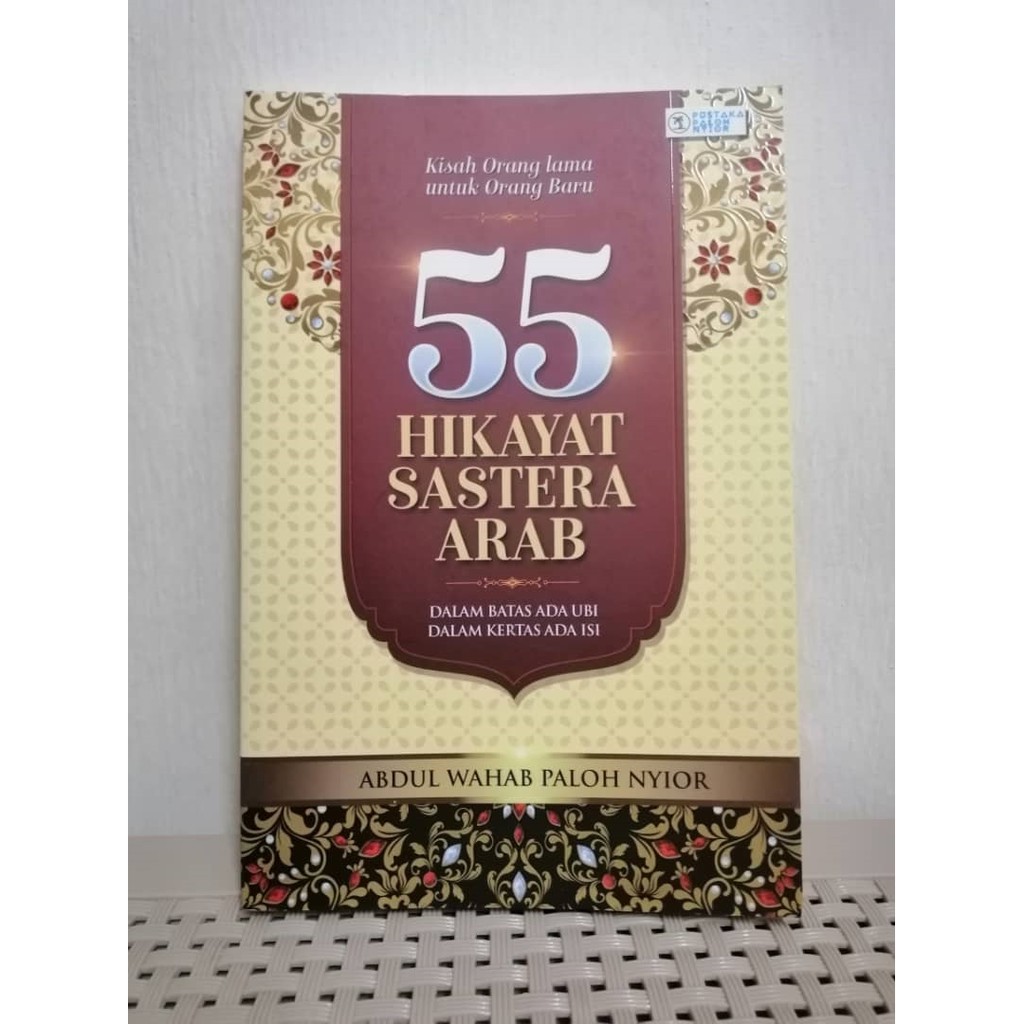 PUSTAKA
PALOH
NYIOR
Kisah Orang lama
untuk Orang Baru
55
HIKAYAT
SASTERA
ARAB
DALAM BATAS ADA UBI
DALAM KERTAS ADA ISI
ABDUL WAHAB PALOH NYIOR